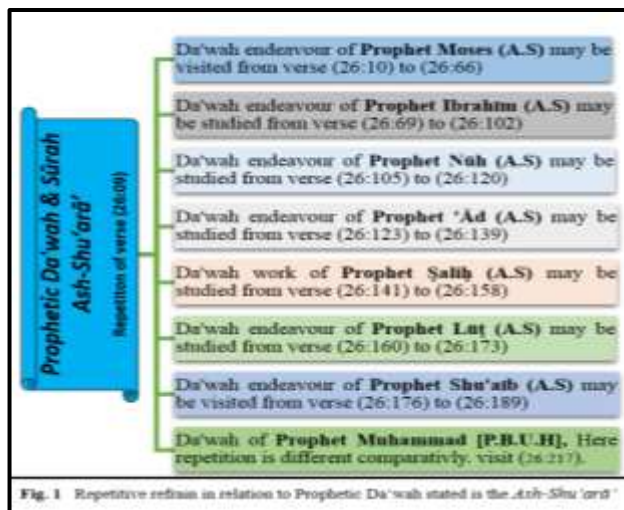 Prophetic Da'wah & Sūrah
Ash-Shu'arā'
Repetition of verse (26:09)
Da'wah endeavour of Prophet Moses (A.S) may be
visited from verse (26:10) to (26:66)
Da'wah endeavour of Prophet Ibrahīm (A.S) may
be studied from verse (26:69) to (26:102)
Da'wah endeavour of Prophet Nūh (A.S) may be
studied from verse (26:105) to (26:120)
Da'wah endeavour of Prophet 'Ād (A.S) may be
studied from verse (26:123) to (26:139)
Da'wah work of Prophet Ṣaliḥ (A.S) may be
studied from verse (26:141) to (26:158)
Da'wah endeavour of Prophet Lūṭ (A.S) may be
studied from verse (26:160) to (26:173)
Da'wah endeavour of Prophet Shu'aib (A.S) may
be visited from verse (26:176) to (26:189)
Da'wah of Prophet Muhammad [P.B.U.H], Here
repetition is different comparativly. visit (26:217).
Fig. 1 Repetitive refrain in relation to Prophetic Da'wah stated is the Ash-Shu'arā'